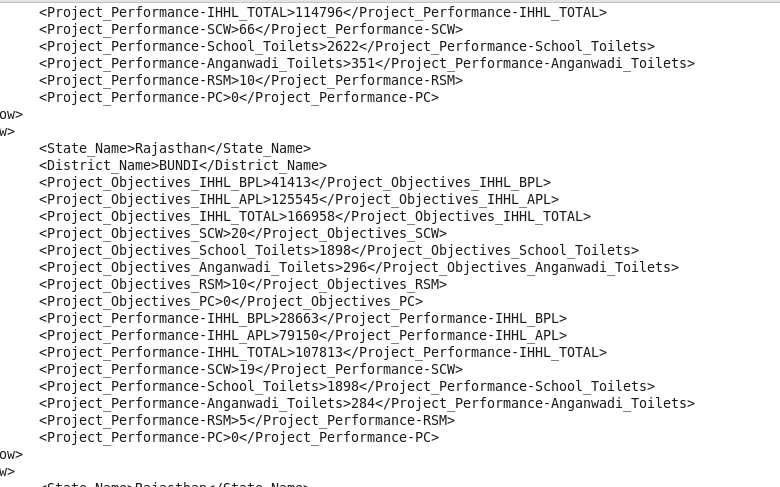 <Project_Performance-IHHL_TOTAL>114796</Project_Performance-IHHL_TOTAL>
<Project_Performance-SCW>66</Project_Performance-SCW>
<Project_Performance-School_Toilets>2622</Project_Performance-School_Toilets>
<Project_Performance-Anganwadi_Toilets>351</Project_Performance-Anganwadi_Toilets>
<Project_Performance-RSM>10</Project_Performance-RSM>
<Project_Performance-PC>0</Project_Performance-PC>
ow>
w>
<State_Name>Rajasthan</State_Name>
<District_Name>BUNDI</District_Name>
<Project_Objectives_IHHL_BPL>41413</Project_Objectives_IHHL_BPL>
<Project_Objectives_IHHL_APL>125545</Project_Objectives_IHHL_APL>
<Project_Objectives_IHHL_TOTAL>166958</Project_Objectives_IHHL_TOTAL>
<Project_Objectives_SCW>20</Project_Objectives_SCW>
<Project_Objectives_School_Toilets>1898</Project_Objectives_School_Toilets>
<Project_Objectives_Anganwadi_Toilets>296</Project_Objectives_Anganwadi_Toilets>
<Project_Objectives_RSM>10</Project_Objectives_RSM>
<Project_Objectives_PC>0</Project_Objectives_PC>
<Project_Performance-IHHL_BPL>28663</Project_Performance-IHHL_BPL>
<Project_Performance-IHHL_APL>79150</Project_Performance-IHHL_APL>
<Project_Performance-IHHL_TOTAL>107813</Project_Performance-IHHL_TOTAL>
<Project_Performance-SCW>19</Project_Performance-SCW>
<Project_Performance-School_Toilets>1898</Project_Performance-School_Toilets>
<Project_Performance-Anganwadi_Toilets>284</Project_Performance-Anganwadi_Toilets>
<Project_Performance-RSM>5</Project_Performance-RSM>
<Project_Performance-PC>0</Project_Performance-PC>
ow>
w>
<State_Name>Rajasthan</State_Name>